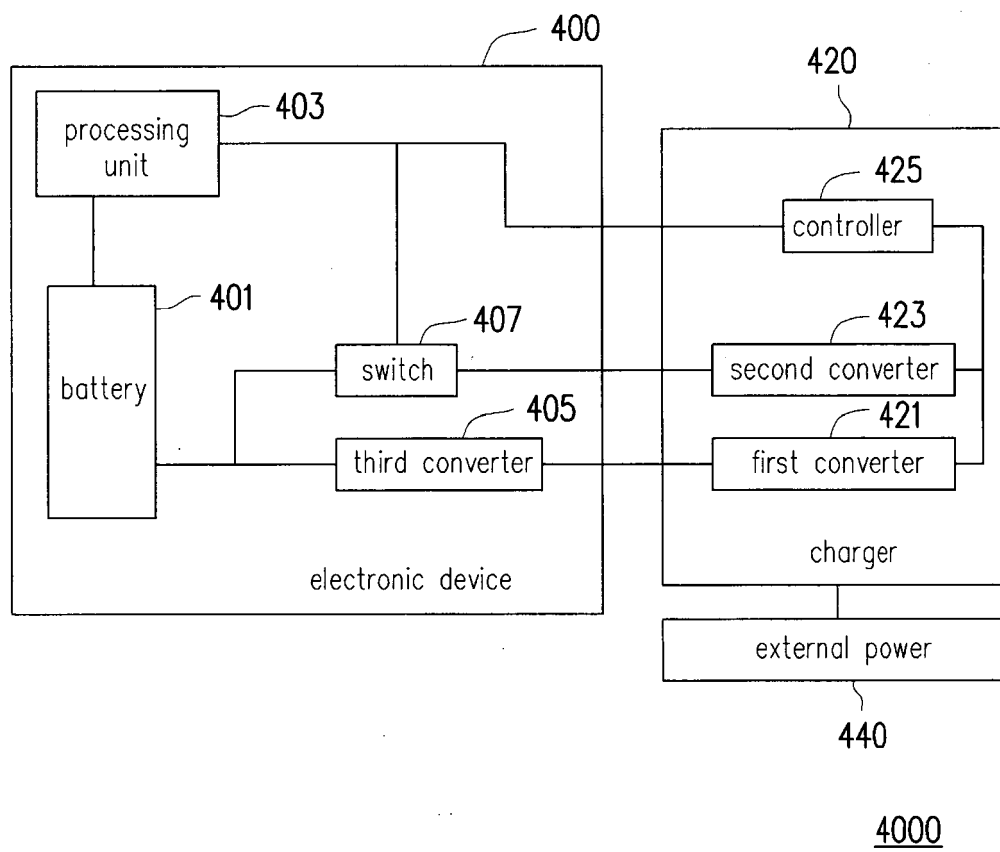 400
420
403
processing
unit
425
controller
401
407
423
battery
switch
second converter
405
421
third converter
first converter
charger
electronic device
external power
440
4000